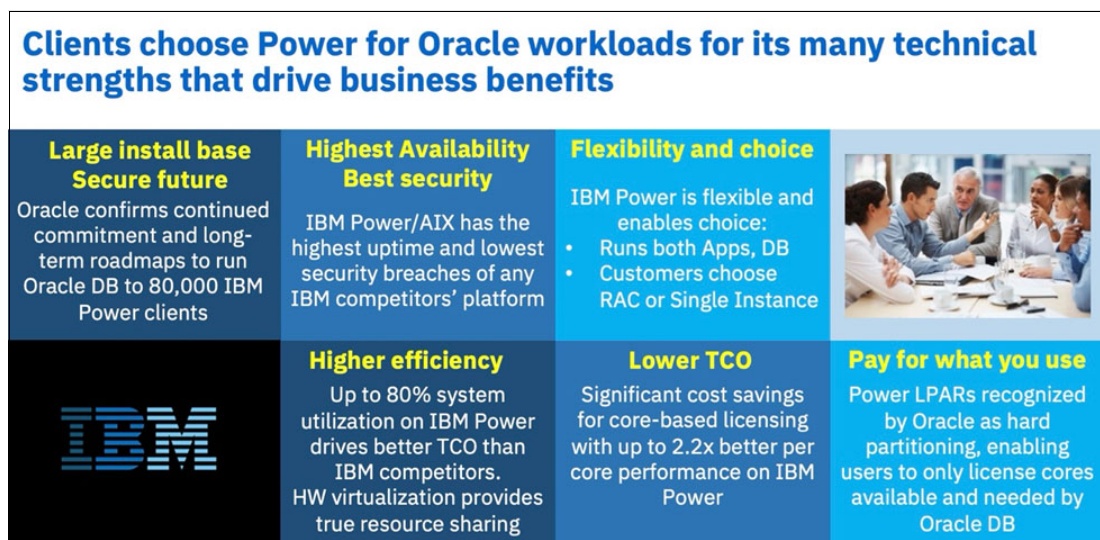 Clients choose Power for Oracle workloads for its many technical
strengths that drive business benefits
Large install base
Secure future
Oracle confirms continued
commitment and long-
term roadmaps to run
Oracle DB to 80,000 IBM
Power clients
Highest Availability
Best security
IBM Power/AIX has the
highest uptime and lowest
security breaches of any
IBM competitors’ platform
Flexibility and choice
IBM Power is flexible and
enables choice:
• Runs both Apps, DB
• Customers choose
RAC or Single Instance
IBM
Higher efficiency
Up to 80% system
utilization on IBM Power
drives better TCO than
IBM competitors.
HW virtualization provides
true resource sharing
Lower TCO
Significant cost savings
for core-based licensing
with up to 2.2x better per
core performance on IBM
Power
Pay for what you use
Power LPARs recognized
by Oracle as hard
partitioning, enabling
users to only license cores
available and needed by
Oracle DB